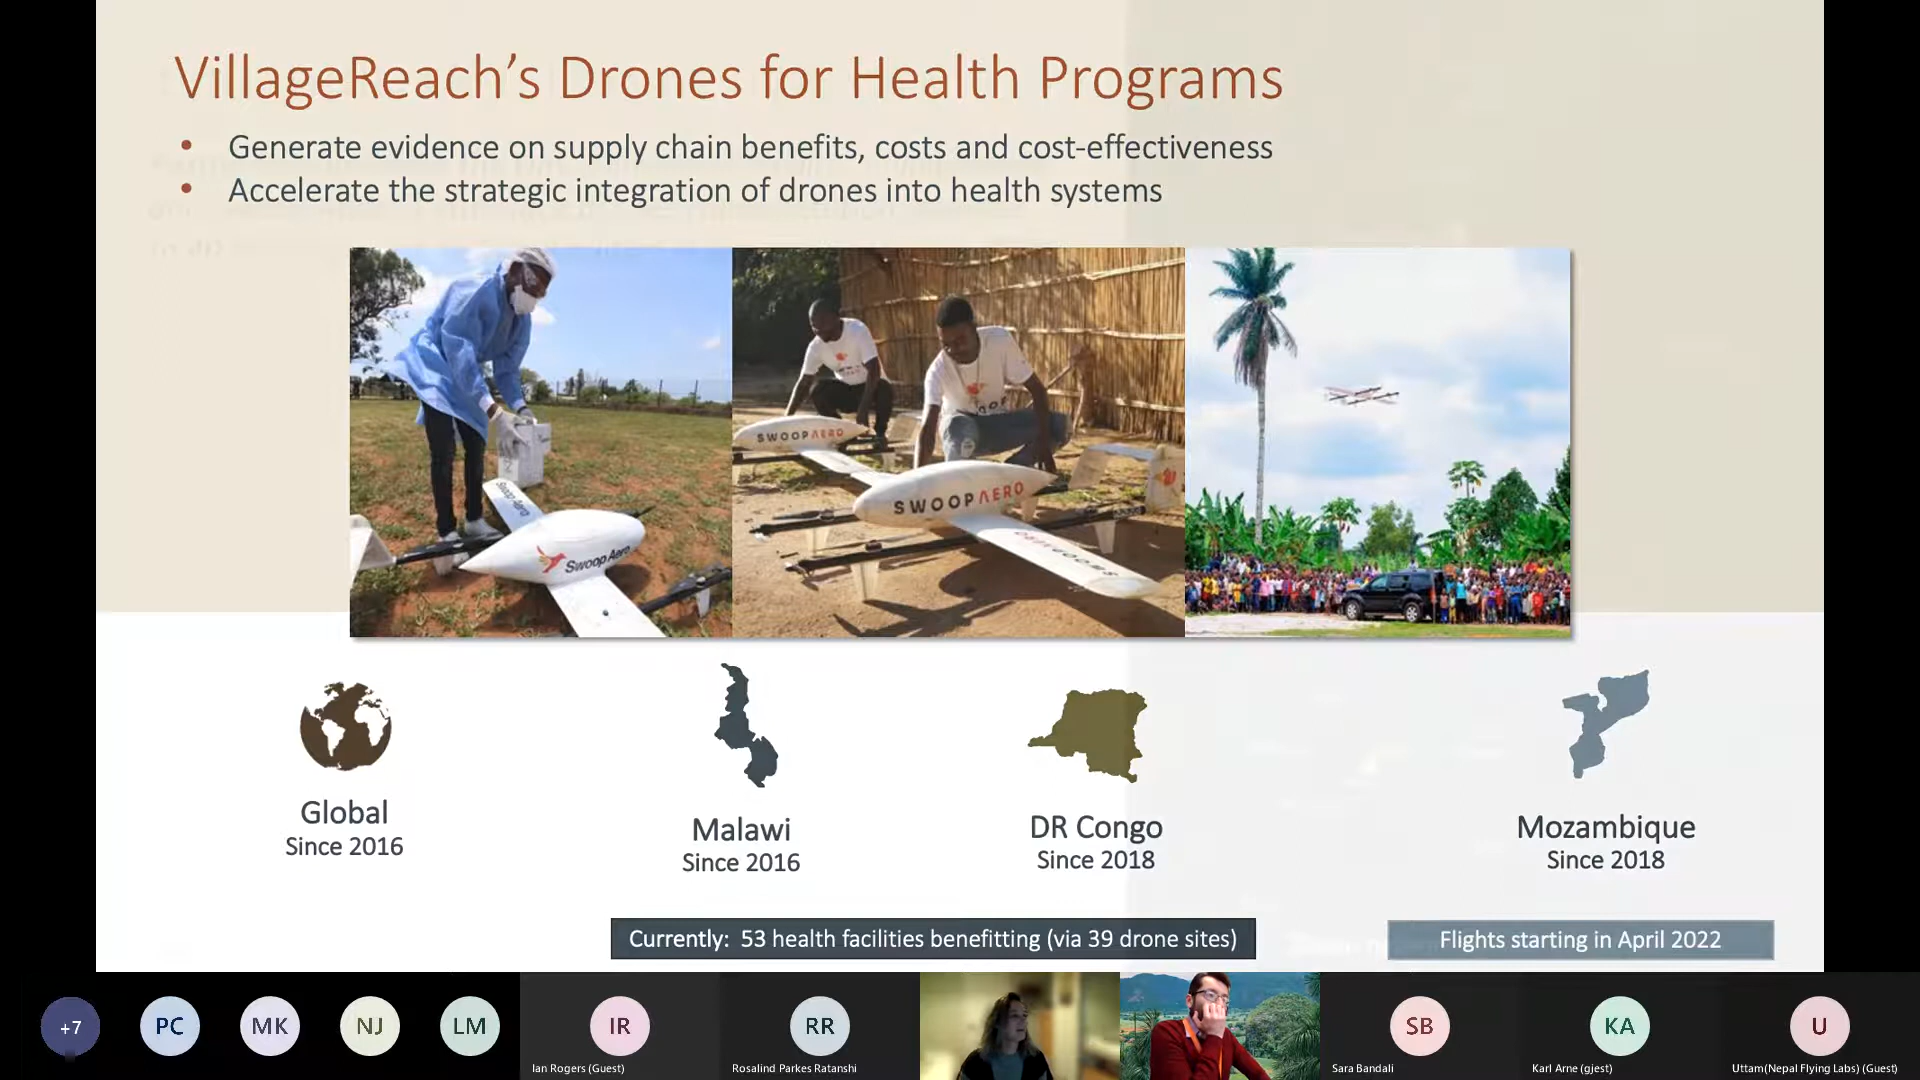 VillageReach's Drones for Health Programs
• Generate evidence on supply chain benefits, costs and cost-effectiveness
• Accelerate the strategic integration of drones into health systems
Swoop Aero
Swoop Aero
SWOOP AERO
SWOOP AERO
SWOOP AERO
Global
Since 2016
Malawi
Since 2016
DR Congo
Since 2018
Mozambique
Since 2018
Currently: 53 health facilities benefitting (via 39 drone sites)
Flights starting in April 2022
+7
PC
MK
NJ
LM
IR
Ian Rogers (Guest)
RR
Rosalind Parkes Ratanshi
SB
Sara Bandali
KA
Karl Arne (gjest)
U
Uttam(Nepal Flying Labs) (Guest)